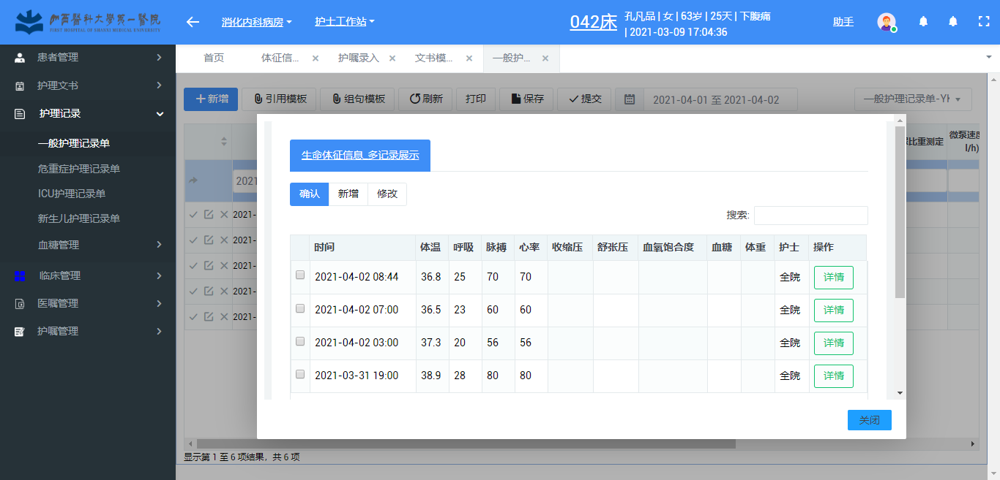 山西醫科大學第一醫院
FIRST HOSPITAL OF SHANXI MEDICAL UNIVERSITY
消化内科病房
护士工作站
042床
孔凡品 | 女 | 63岁 | 25天 | 下腹痛
| 2021-03-09 17:04:36
助手
患者管理
护理文书
护理记录
一般护理记录单
危重症护理记录单
ICU护理记录单
新生儿护理记录单
血糖管理
临床管理
医嘱管理
护嘱管理
首页
体征信...
护嘱录入
文书模...
一般护...
新增
引用模板
组句模板
刷新
打印
保存
提交
2021-04-01 至 2021-04-02
一般护理记录单-YH
比重测定
微泵速度
l/h)
2021
2021-
2021-
2021-
2021-
2021-
生命体征信息_多记录展示
确认 新增 修改
搜索:
时间 体温 呼吸 脉搏 心率 收缩压 舒张压 血氧饱合度 血糖 体重 护士 操作
2021-04-02 08:44 36.8 25 70 70 全院 详情
2021-04-02 07:00 36.5 23 60 60 全院 详情
2021-04-02 03:00 37.3 20 56 56 全院 详情
2021-03-31 19:00 38.9 28 80 80 全院 详情
关闭
显示第 1 至 6 项结果，共 6 项